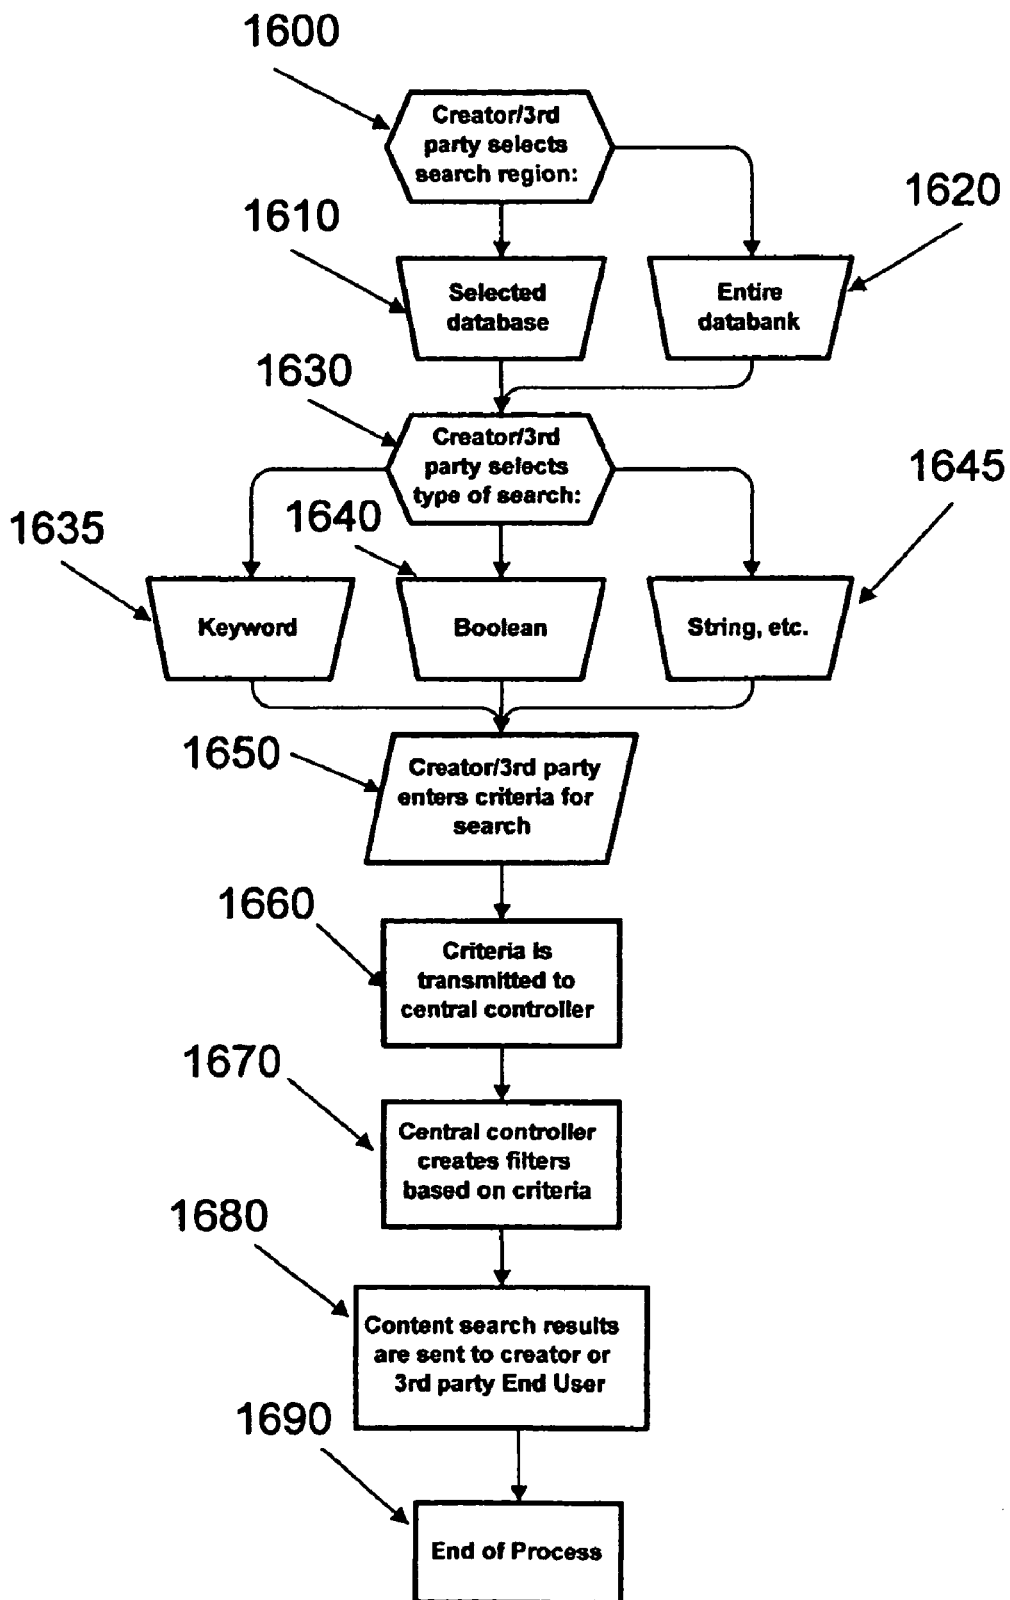 1600
Creator/3rd
party selects
search region:
1610
1620
Selected
database
Entire
databank
1630
Creator/3rd
party selects
type of search:
1645
1635
1640
Keyword
Boolean
String, etc.
1650
Creator/3rd party
enters criteria for
search
1660
Criteria is
transmitted to
central controller
1670
Central controller
creates filters
based on criteria
1680
Content search results
are sent to creator or
3rd party End User
1690
End of Process